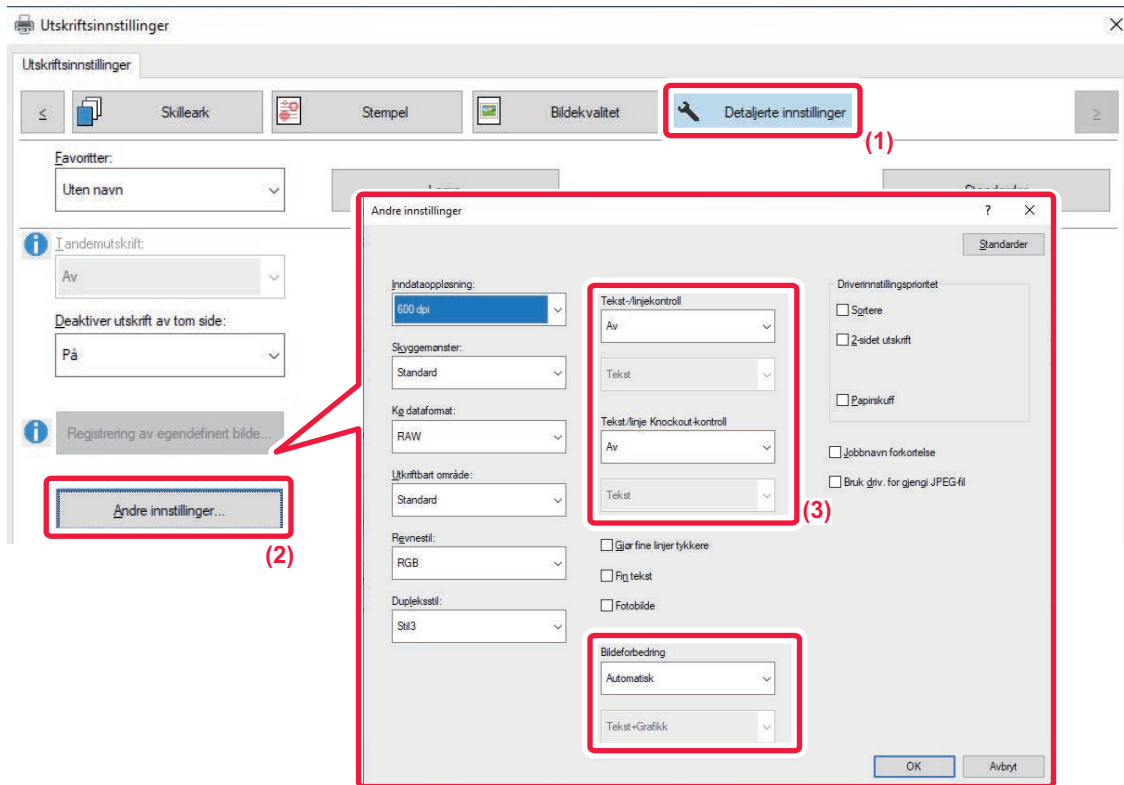 Utskriftsinnstillinger
Utskriftsinnstillinger
≤
Skilleark
Stempel
Bildekvalitet
Detaljerte innstillinger
≥
(1)
Favoritter:
Uten navn
Tandemutskrift:
Av
Deaktiver utskrift av tom side:
På
Registrering av egendefinert bilde...
Andre innstillinger...
(2)
Andre innstillinger
?
Standarder
Inndataoppløsning:
600 dpi
Skyggemønster:
Standard
Kø dataformat:
RAW
Utkriftbart område:
Standard
Revnestil:
RGB
Dupleksstil:
Stil3
Tekst-/linjekontroll
Av
Tekst
Tekst/linje Knockout-kontroll
Av
Tekst
(3)
Gjør fine linjer tykkere
Fin tekst
Fotobilde
Bildeforbedring
Automatisk
Tekst+Grafikk
Driverinnstillingsprioritet
Sortere
2-sidet utskrift
Papirskuff
Jobbnavn forkortelse
Bruk driv. for gjengi JPEG-fil
OK
Avbryt